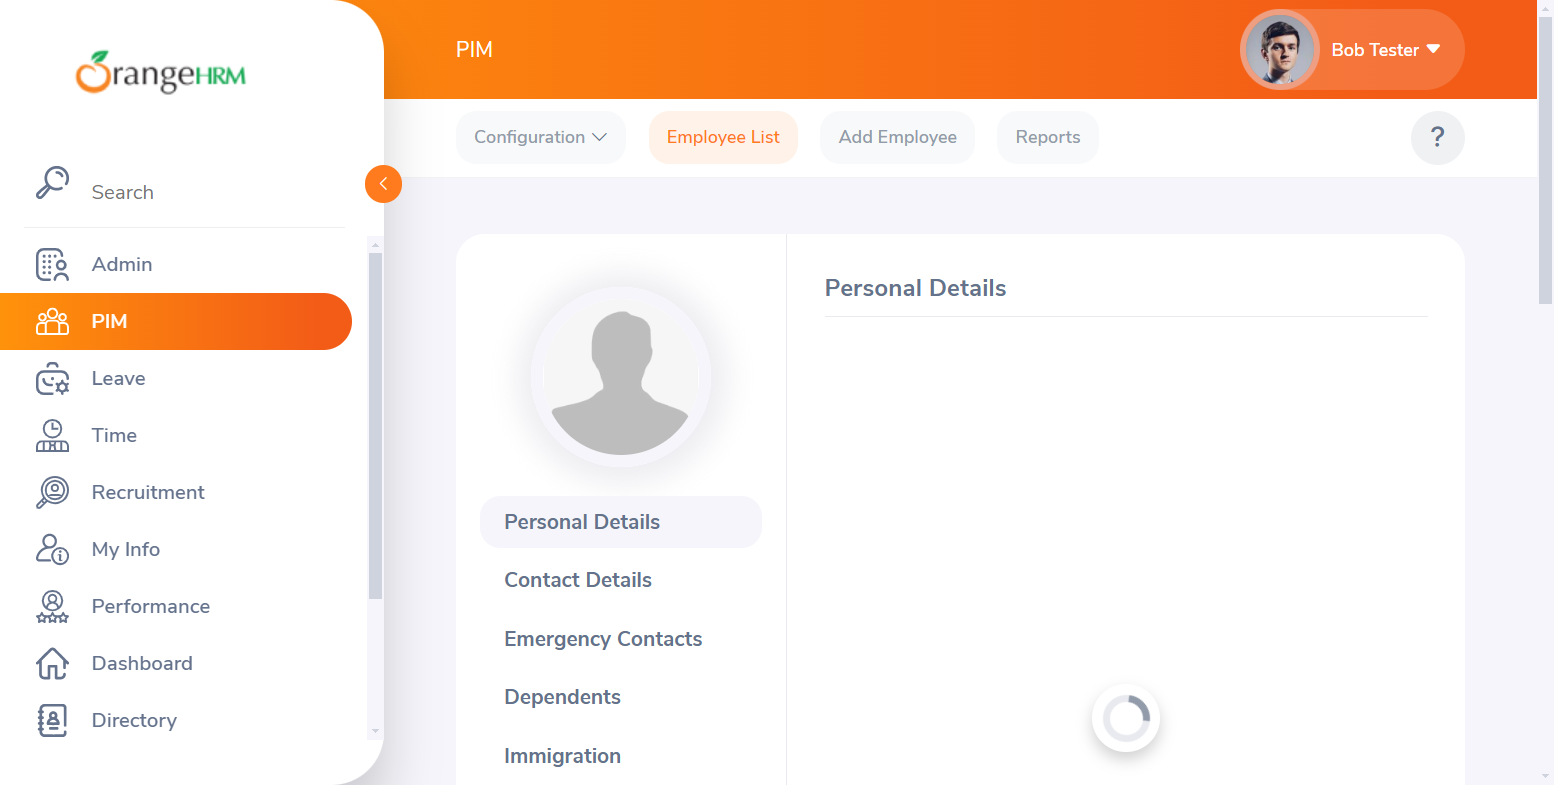 OrangeHRM
PIM
Bob Tester
Configuration
Employee List
Add Employee
Reports
?
Search
Admin
PIM
Leave
Time
Recruitment
My Info
Performance
Dashboard
Directory
Personal Details
Contact Details
Emergency Contacts
Dependents
Immigration
Personal Details